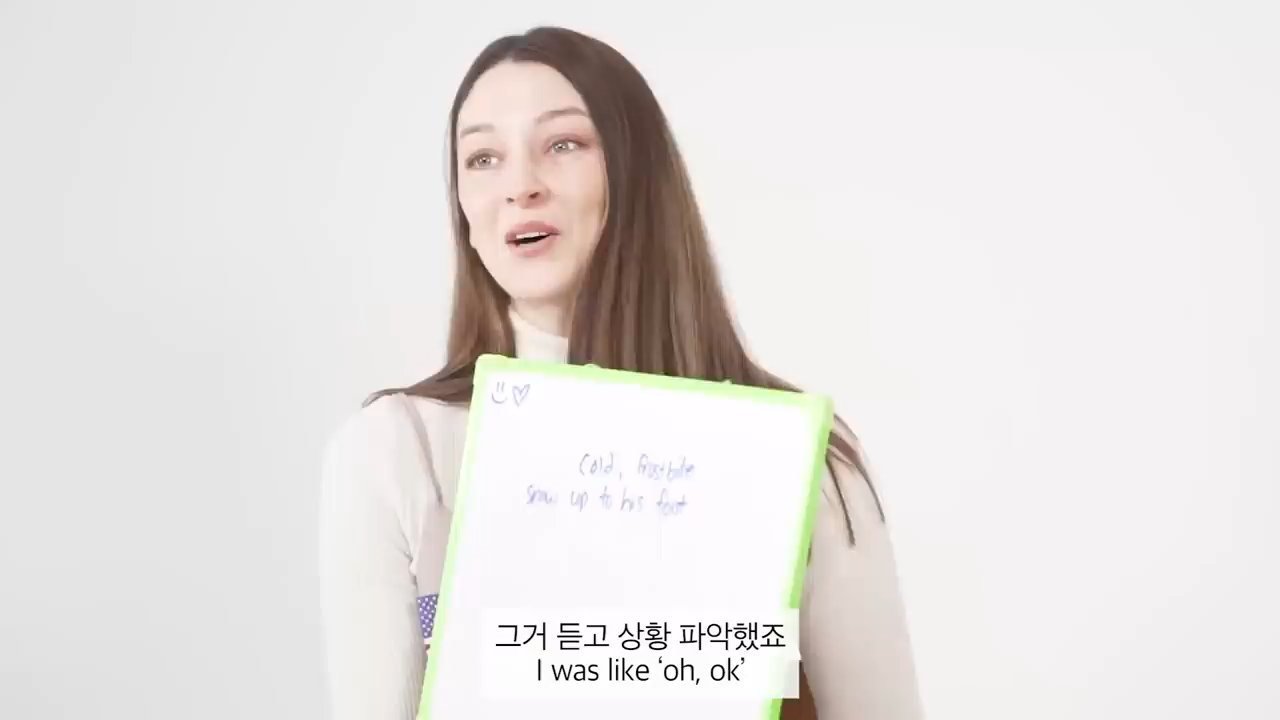 Cold, frostbite
snow up to his foot
그거 듣고 상황 파악했죠
I was like ‘oh, ok’